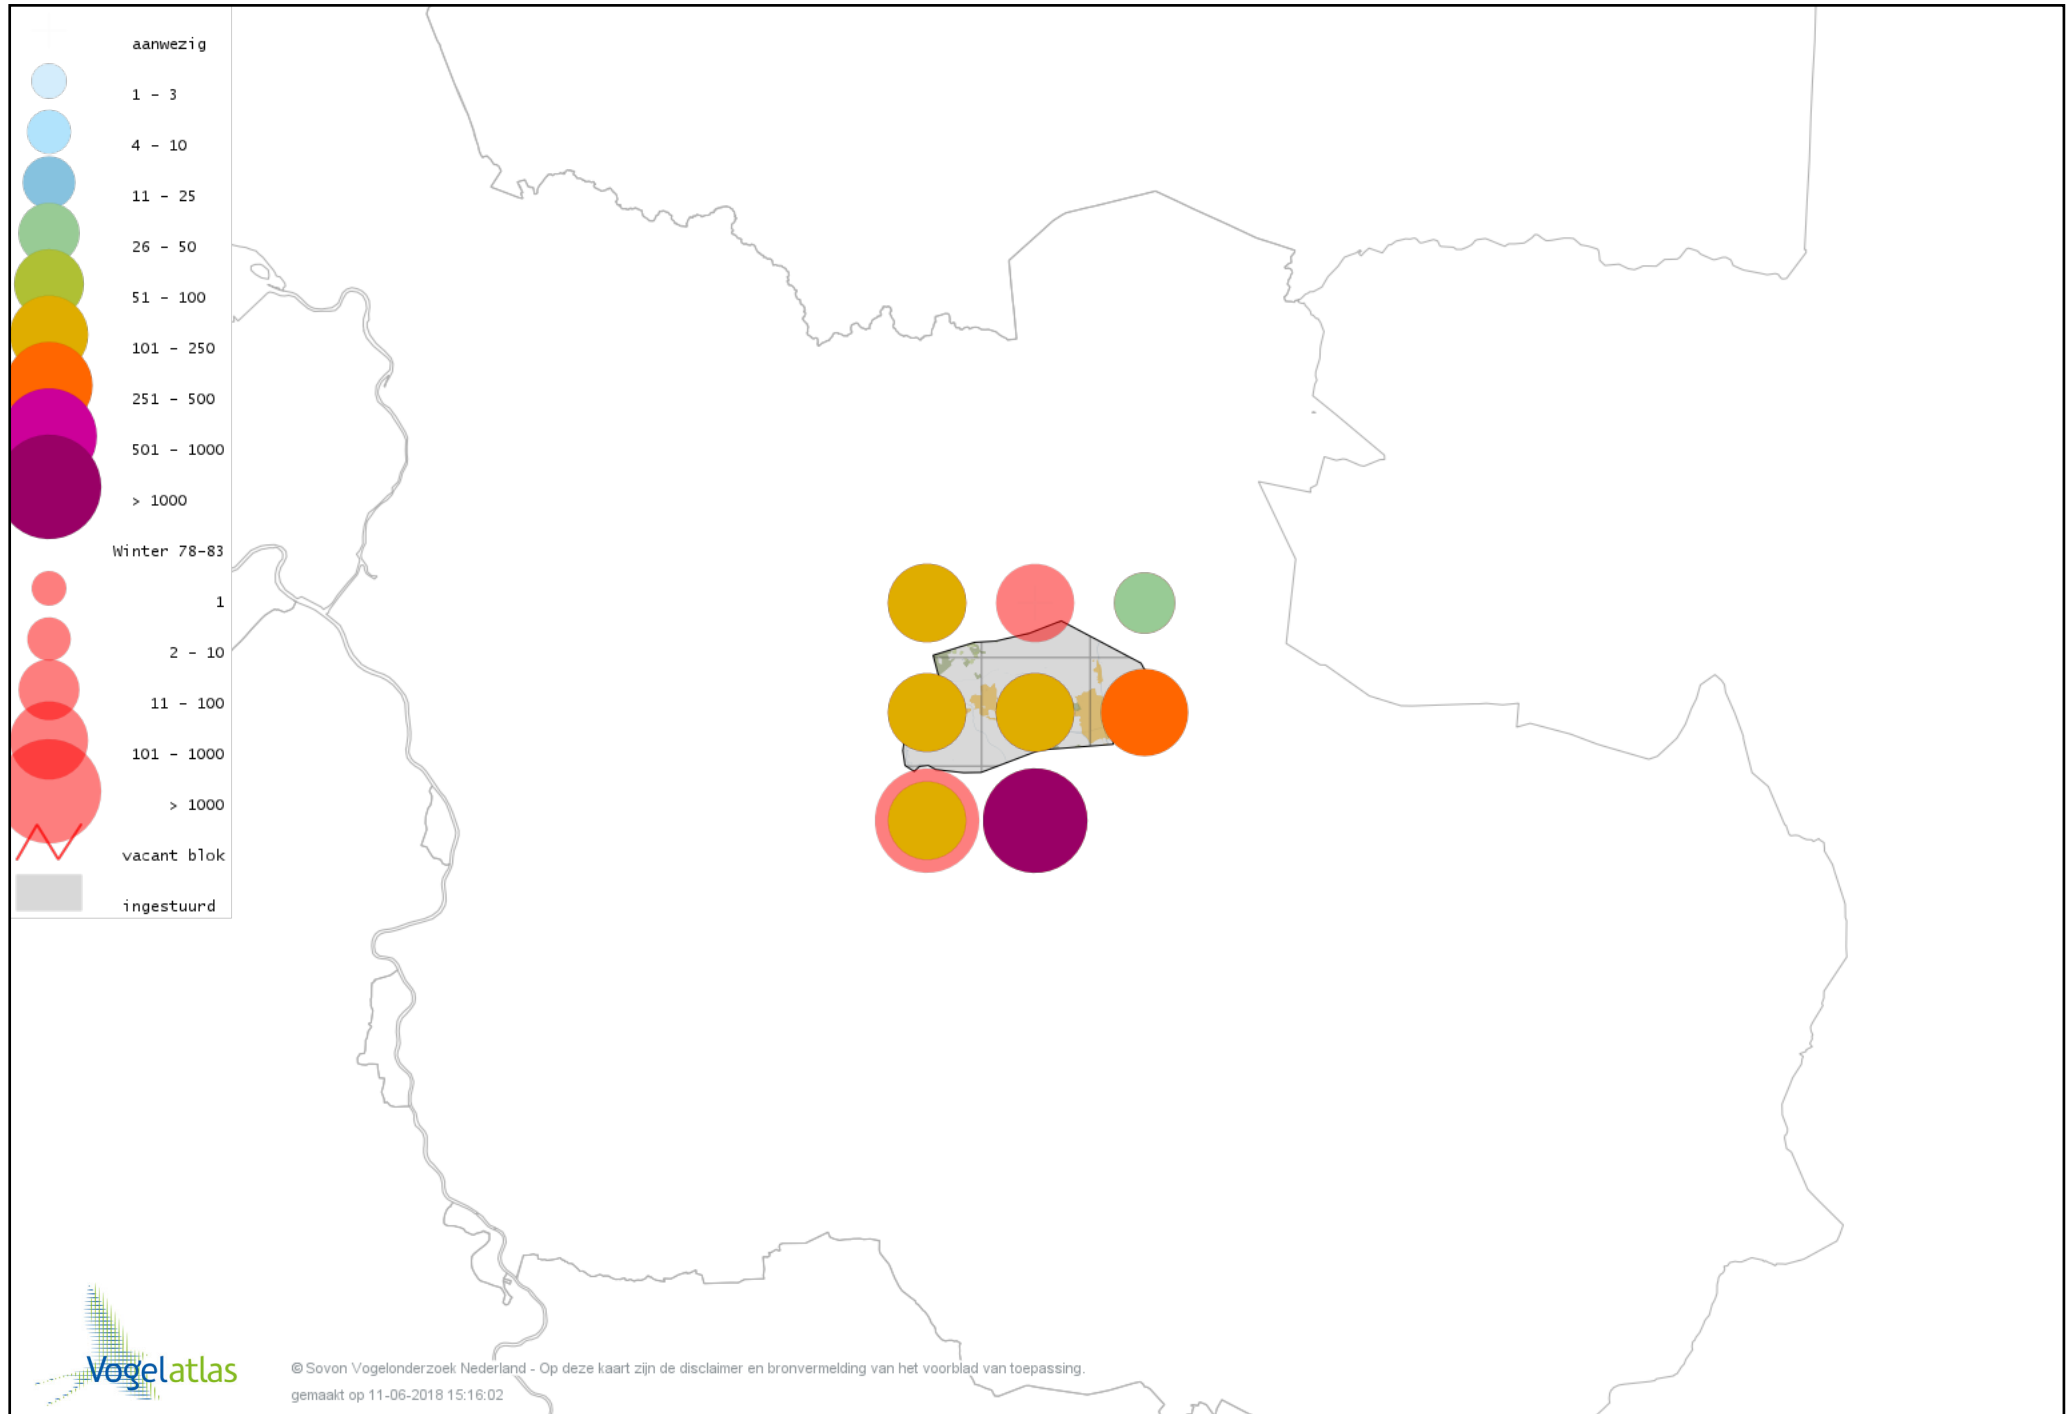 aanwezig
1 - 3
4 - 10
11 - 25
26 - 50
51 - 100
101 - 250
251 - 500
501 - 1000
> 1000
Winter 78-83
1
2 - 10
11 - 100
101 - 1000
> 1000
vacant blok
ingestuurd
Vogelatlas
© Sovon Vogelonderzoek Nederland - Op deze kaart zijn de disclaimer en bronvermelding van het voorblad van toepassing.
gemaakt op 11-06-2018 15:16:02